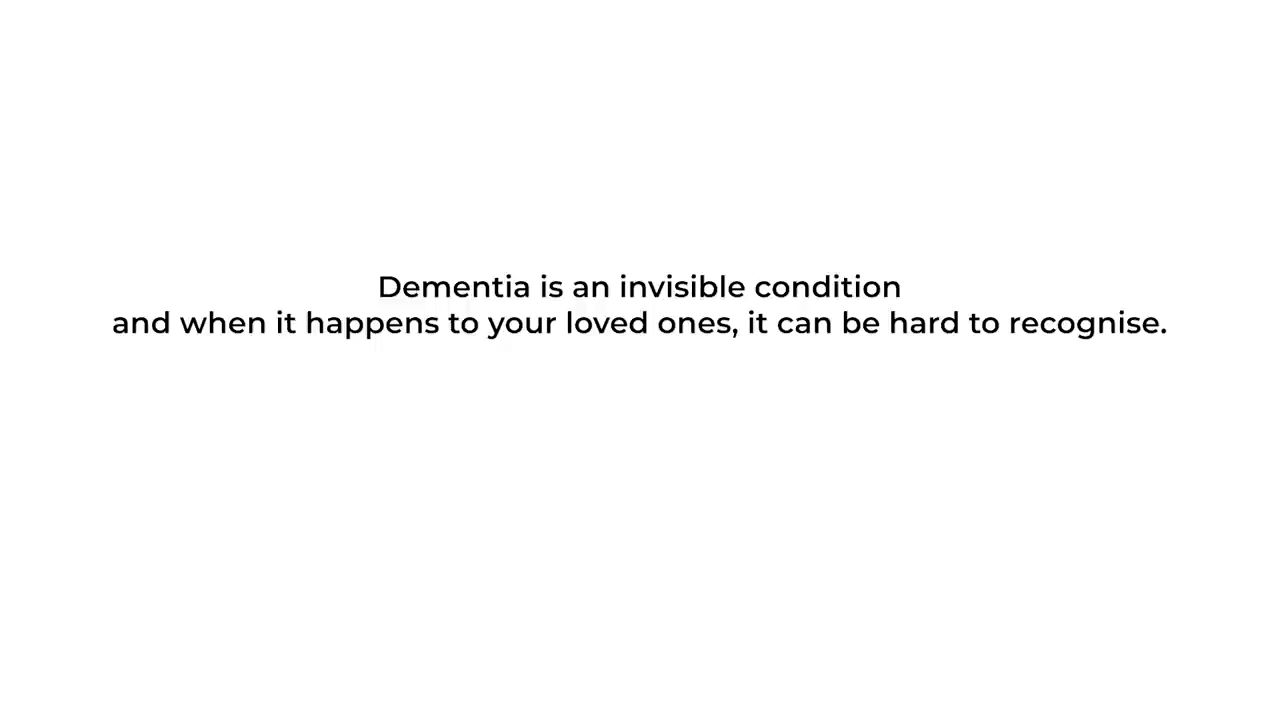 Dementia is an invisible condition
and when it happens to your loved ones, it can be hard to recognise.